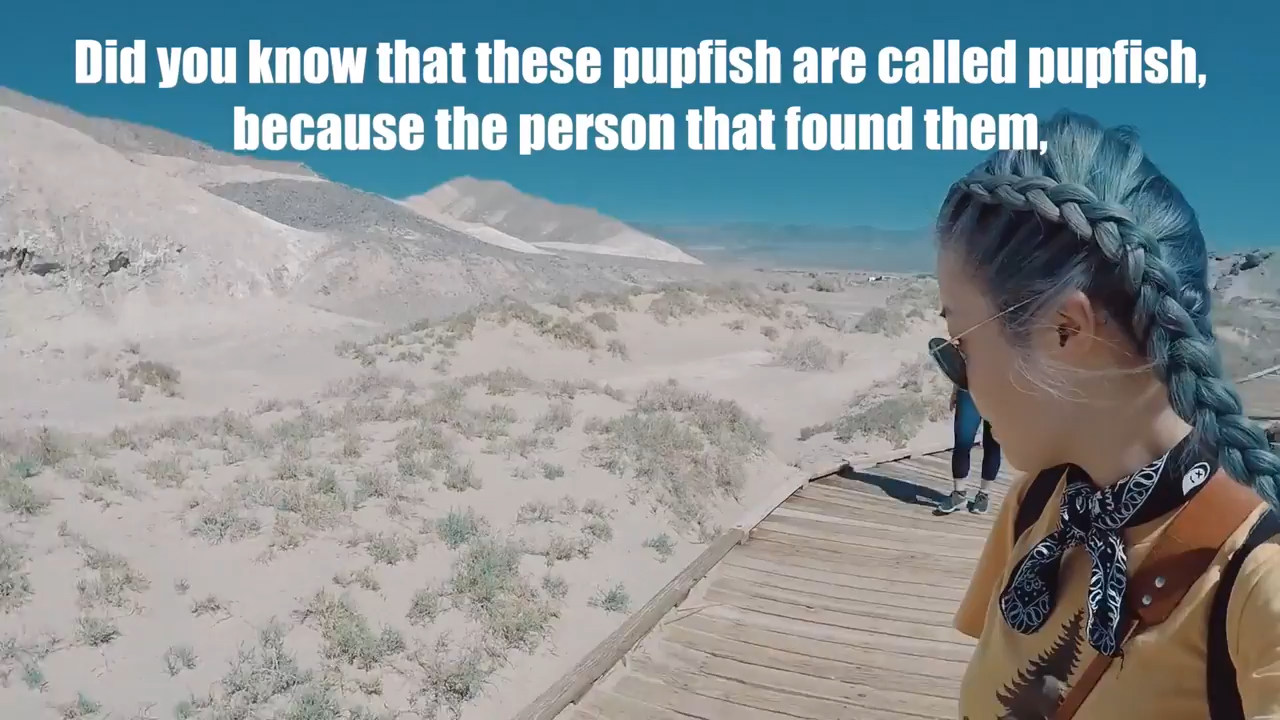 Did you know that these pupfish are called pupfish,
because the person that found them,